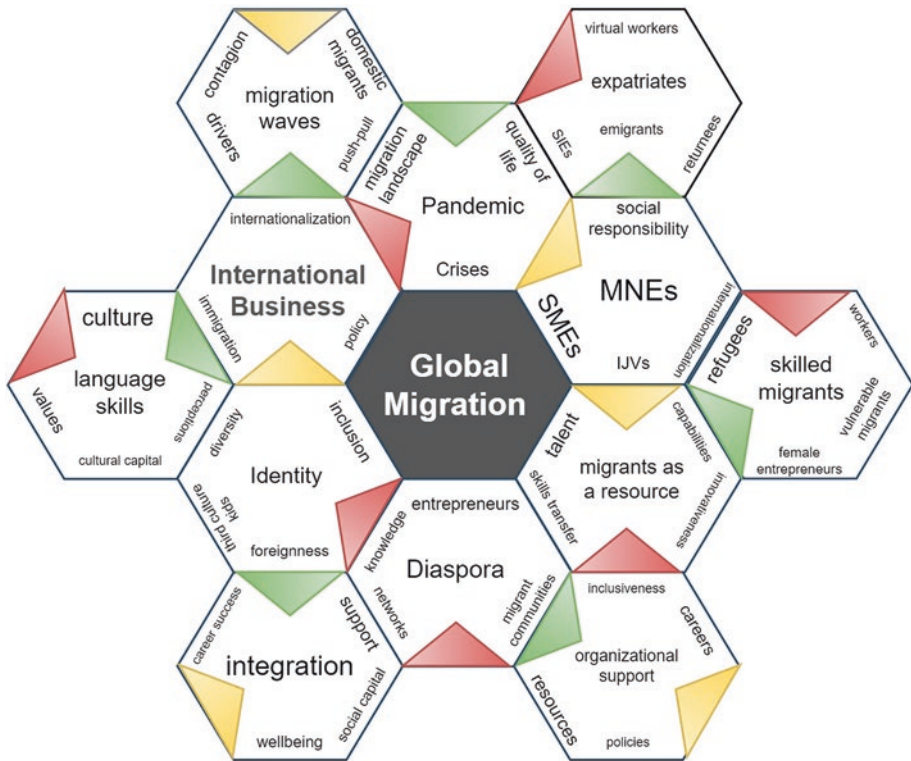 contagion
domestic
migrants
migration
waves
drivers
push-pull
virtual workers
expatriates
emigrants
SIEs
returnees
migration
landscape
quality of
life
Pandemic
Crises
internationalization
International
Business
policy
immigration
social
responsibility
MNEs
SMEs
IJVs
internationalization
culture
language
skills
values
perceptions
cultural capital
Global
Migration
refugees
workers
skilled
migrants
vulnerable
migrants
female
entrepreneurs
diversity
inclusion
Identity
third culture
kids
foreignness
talent
capabilities
migrants as
a resource
skills transfer
innovativeness
entrepreneurs
knowledge
Diaspora
networks
migrant
communities
social capital
career success
support
integration
wellbeing
inclusiveness
careers
organizational
support
resources
policies